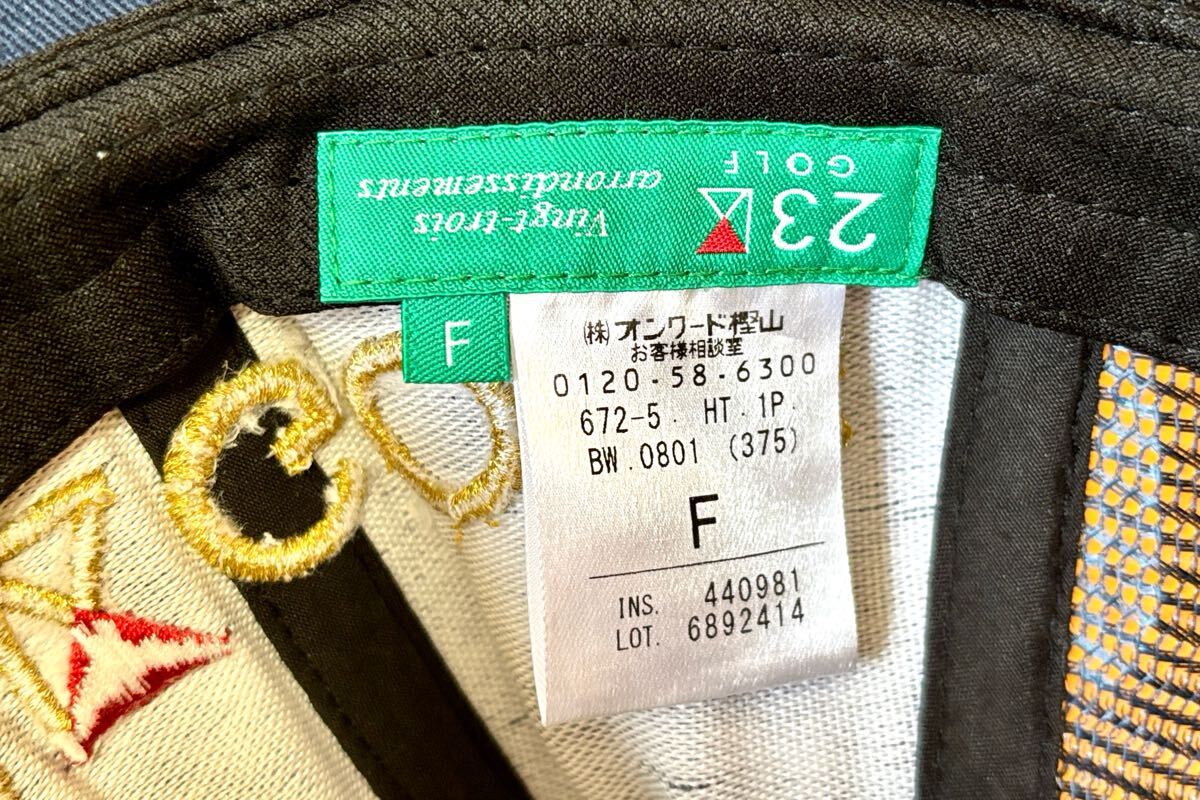 23 GOLF
Vingt-trois
arrondissements
F
(株)オンワード樫山
お客様相談室
0120-58-6300
672-5. HT. 1P.
BW.0801 (375)
F
INS. 440981
LOT. 6892414